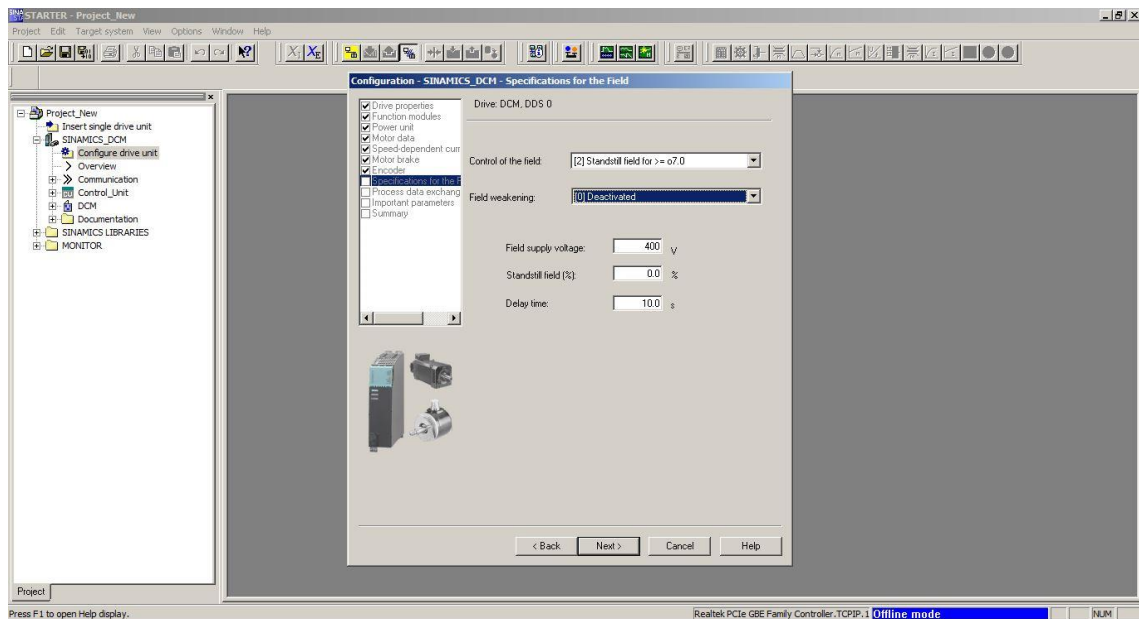 STARTER - Project_New
Project Edit Target system View Options Window Help
Configuration - SINAMICS_DCM - Specifications for the Field
Project_New
Insert single drive unit
SINAMICS_DCM
Configure drive unit
Overview
Communication
Control_Unit
DCM
Documentation
SINAMICS LIBRARIES
MONITOR
Drive properties
Function modules
Power unit
Motor data
Speed-dependent curr
Motor brake
Encoder
Specifications for the F
Process data exchang
Important parameters
Summary
Drive: DCM, DDS 0
Control of the field: [2] Standstill field for >= o7.0
Field weakening: [0] Deactivated
Field supply voltage: 400 V
Standstill field (%): 0.0 %
Delay time: 10.0 s
< Back Next > Cancel Help
Project
Press F1 to open Help display. Realtek PCIe GBE Family Controller.TCPIP.1 Offline mode NUM